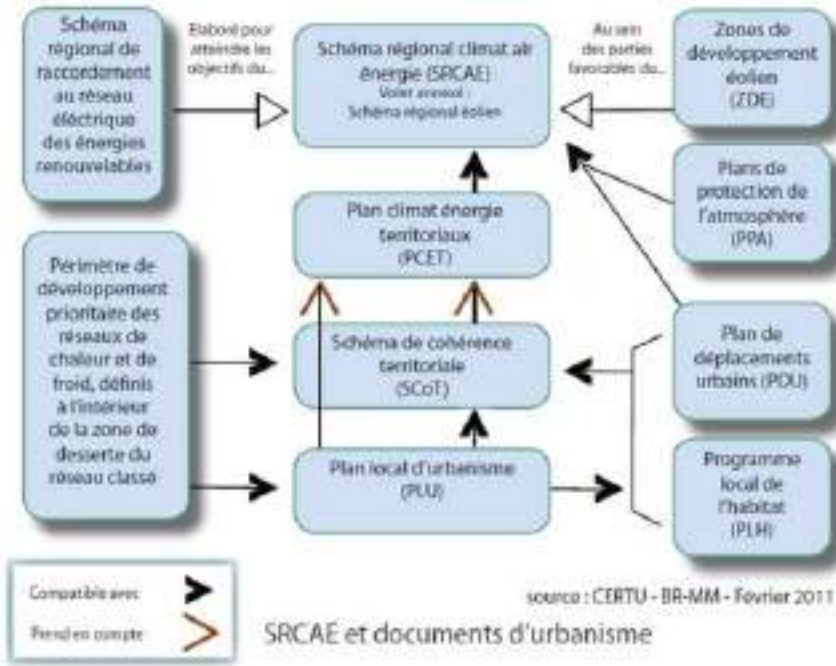 Schéma
régional de
raccordement
au réseau
éléctrique
des énergies
renouvelables
Elaboré pour
atteindre les
objectifs du...
Schéma régional climat air
énergie (SRCAE)
Volet annexé :
Schéma régional éolien
Au sein
des parties
favorables du...
Zones de
développement
éolien
(ZDE)
Plan climat énergie
territoriaux
(PCET)
Plans de
protection de
l'atmosphère
(PPA)
Périmètre de
développement
prioritaire des
réseaux de
chaleur et de
froid, définis
à l'intérieur
de la zone de
desserte du
réseau classé
Schéma de cohérence
territoriale
(SCoT)
Plan de
déplacements
urbains (PDU)
Plan local d'urbanisme
(PLU)
Programme
local de
l'habitat
(PLH)
Compatible avec
Prend en compte
source : CERTU - BR-MM - Février 2011
SRCAE et documents d'urbanisme